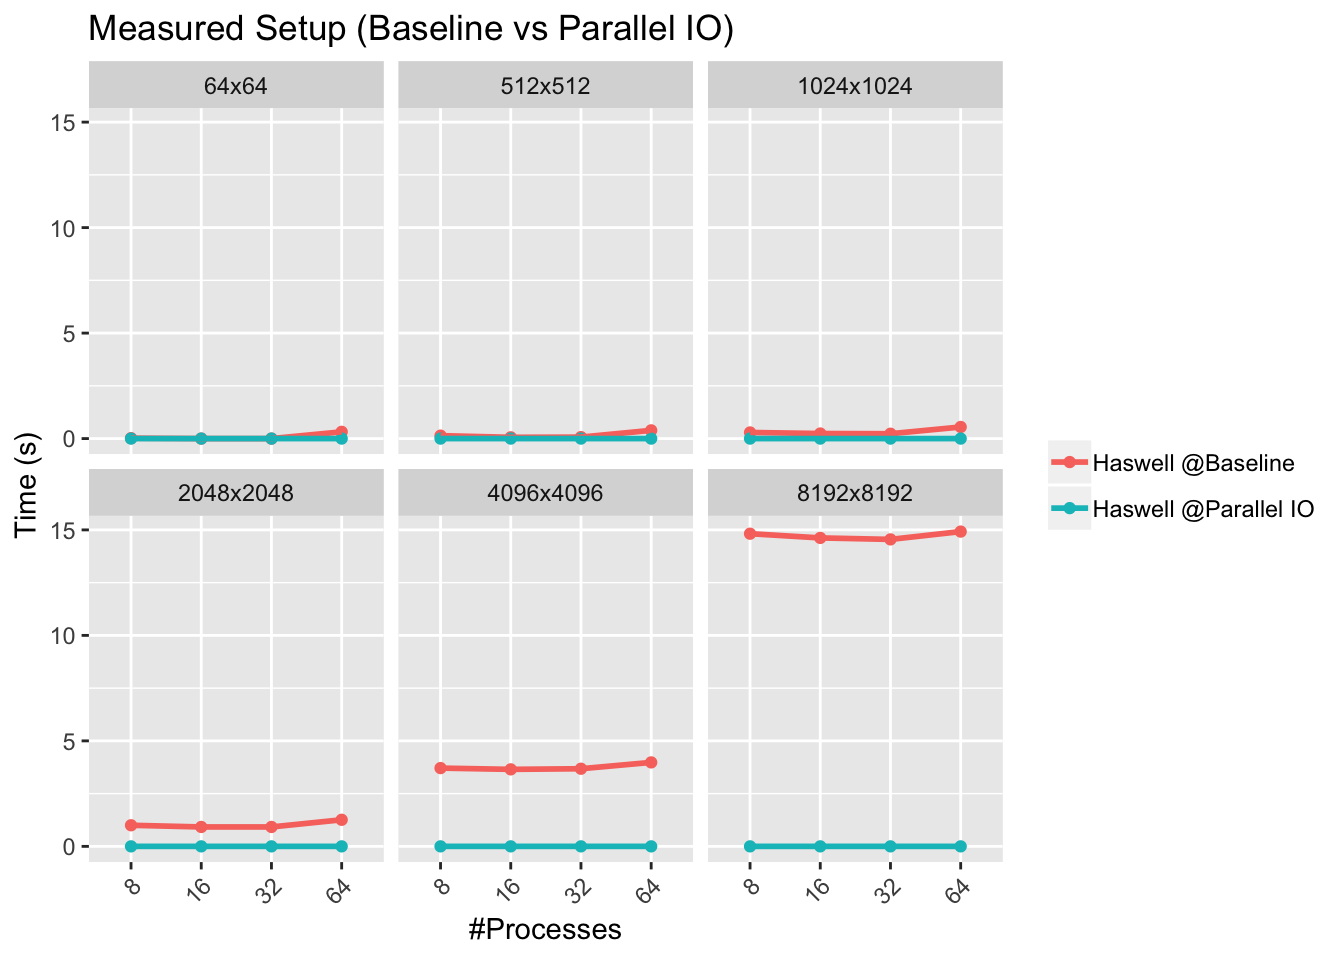 Measured Setup (Baseline vs Parallel IO)
64x64
512x512
1024x1024
15
10
5
0
2048x2048
4096x4096
8192x8192
15
10
5
0
8
16
32
64
8
16
32
64
8
16
32
64
Time (s)
#Processes
Haswell @Baseline
Haswell @Parallel IO